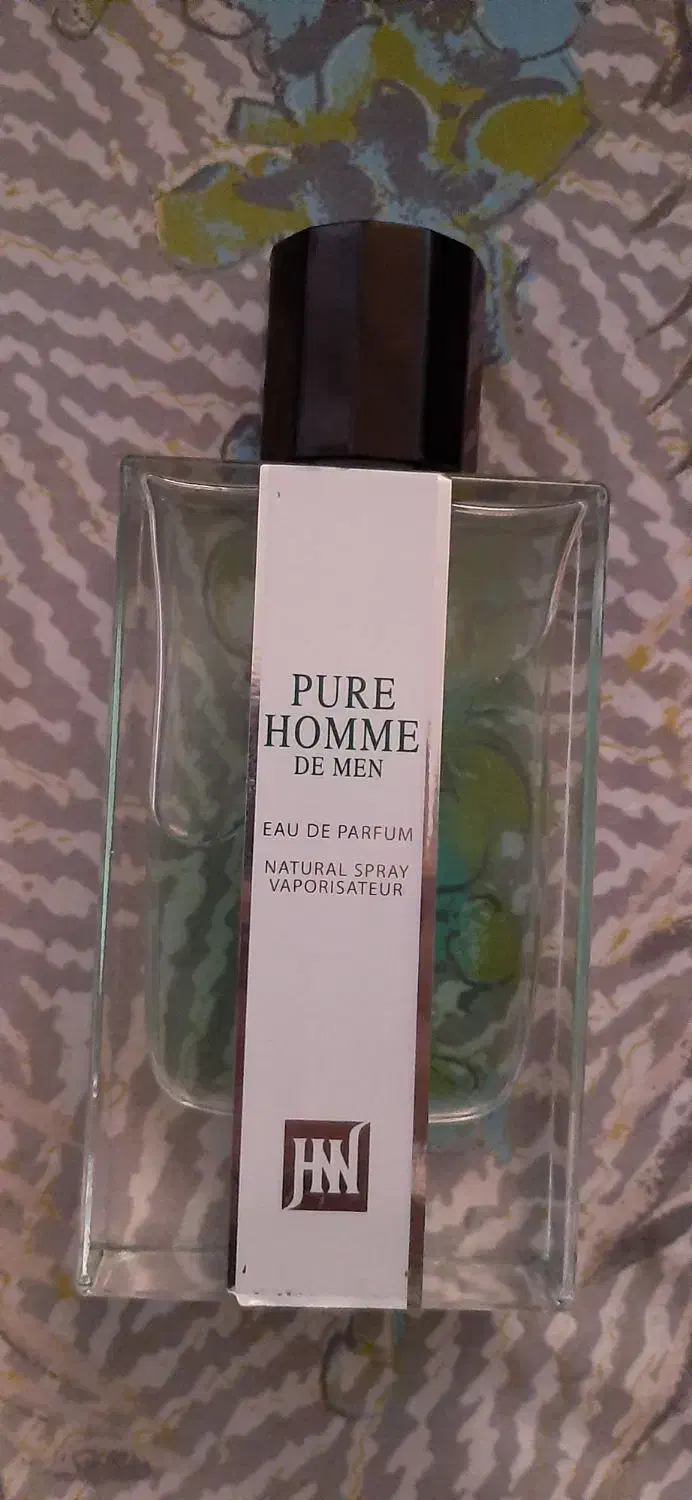 PURE
HOMME
DE MEN
EAU DE PARFUM
NATURAL SPRAY
VAPORISATEUR